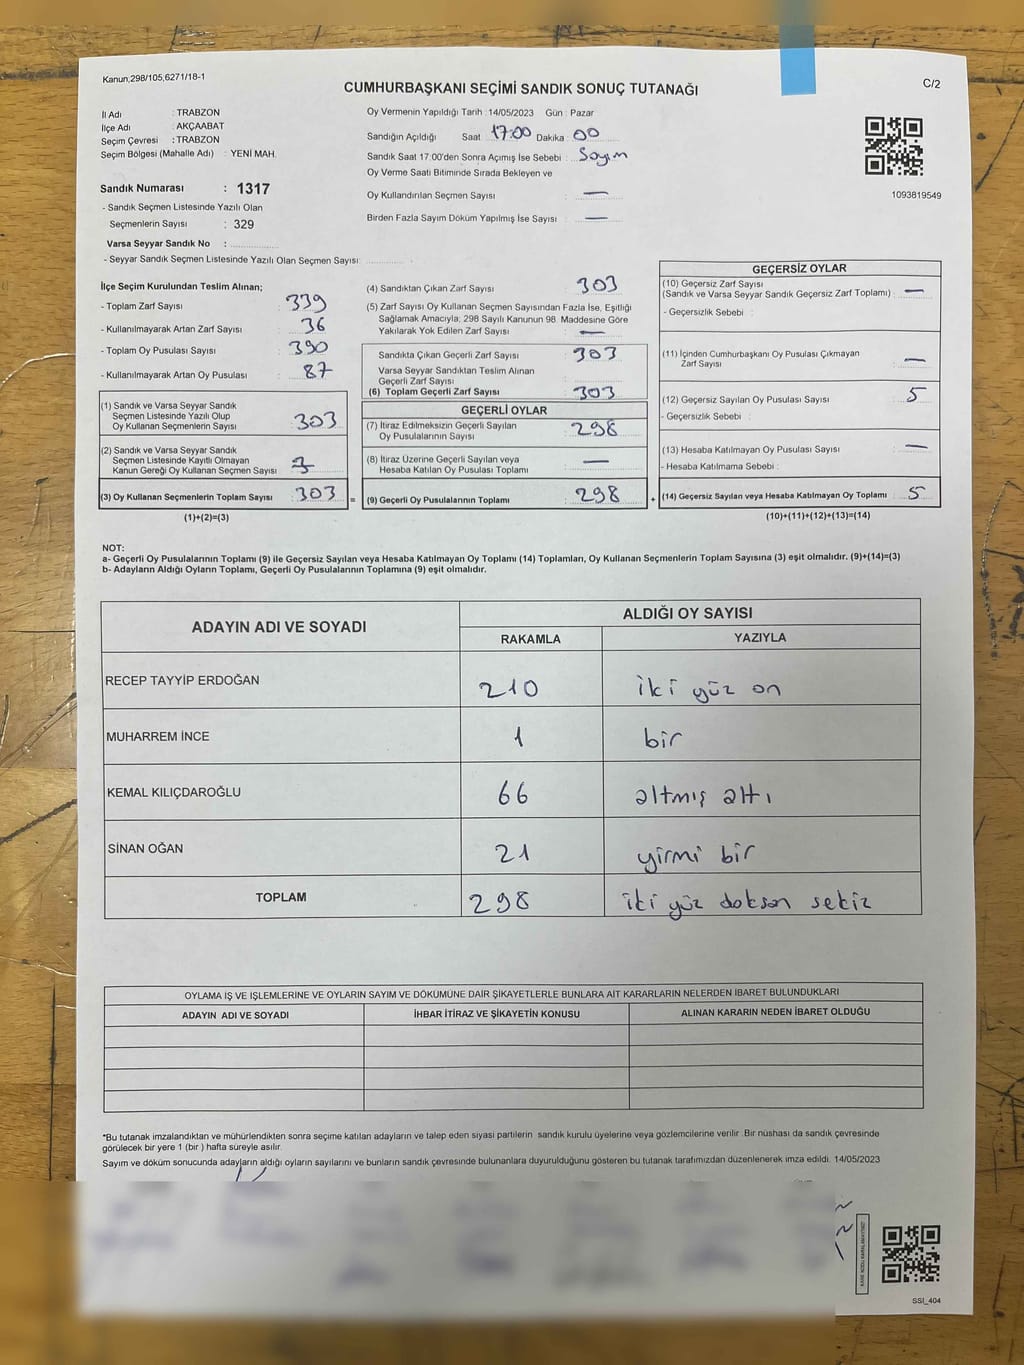 Kanun,298/105,6271/18-1
C/2
CUMHURBAŞKANI SEÇİMİ SANDIK SONUÇ TUTANAĞI
İl Adı : TRABZON
İlçe Adı : AKÇAABAT
Seçim Çevresi : TRABZON
Seçim Bölgesi (Mahalle Adı) : YENİ MAH.
Sandık Numarası : 1317
- Sandık Seçmen Listesinde Yazılı Olan
Seçmenlerin Sayısı : 329
Varsa Seyyar Sandık No :
- Seyyar Sandık Seçmen Listesinde Yazılı Olan Seçmen Sayısı:
Oy Vermenin Yapıldığı Tarih :14/05/2023 Gün : Pazar
Sandığın Açıldığı Saat :17:00 Dakika :00
Sandık Saat 17:00'den Sonra Açımış İse Sebebi : Sayım
Oy Verme Saati Bitiminde Sırada Bekleyen ve
Oy Kullandırılan Seçmen Sayısı : —
Birden Fazla Sayım Döküm Yapılmış İse Sayısı : —
1093819549
İlçe Seçim Kurulundan Teslim Alınan;
- Toplam Zarf Sayısı : 339
- Kullanılmayarak Artan Zarf Sayısı : 36
- Toplam Oy Pusulası Sayısı : 390
- Kullanılmayarak Artan Oy Pusulası : 87
(1) Sandık ve Varsa Seyyar Sandık
Seçmen Listesinde Yazılı Olup
Oy Kullanan Seçmenlerin Sayısı : 303
(2) Sandık ve Varsa Seyyar Sandık
Seçmen Listesinde Kayıtlı Olmayan
Kanun Gereği Oy Kullanan Seçmen Sayısı :
(3) Oy Kullanan Seçmenlerin Toplam Sayısı : 303 =
(1)+(2)=(3)
(4) Sandıktan Çıkan Zarf Sayısı : 303
(5) Zarf Sayısı Oy Kullanan Seçmen Sayısından Fazla İse, Eşitliği
Sağlamak Amacıyla; 298 Sayılı Kanunun 98. Maddesine Göre
Yakılarak Yok Edilen Zarf Sayısı : —
Sandıkta Çıkan Geçerli Zarf Sayısı : 303
Varsa Seyyar Sandıktan Teslim Alınan
Geçerli Zarf Sayısı :
(6) Toplam Geçerli Zarf Sayısı : 303
GEÇERLİ OYLAR
(7) İtiraz Edilmeksizin Geçerli Sayılan
Oy Pusulalarının Sayısı : 298
(8) İtiraz Üzerine Geçerli Sayılan veya
Hesaba Katılan Oy Pusulası Toplamı : —
(9) Geçerli Oy Pusulalarının Toplamı : 298 +
GEÇERSİZ OYLAR
(10) Geçersiz Zarf Sayısı
(Sandık ve Varsa Seyyar Sandık Geçersiz Zarf Toplamı) : —
- Geçersizlik Sebebi :
(11) İçinden Cumhurbaşkanı Oy Pusulası Çıkmayan
Zarf Sayısı : —
(12) Geçersiz Sayılan Oy Pusulası Sayısı : 5
- Geçersizlik Sebebi :
(13) Hesaba Katılmayan Oy Pusulası Sayısı : —
- Hesaba Katılmama Sebebi :
(14) Geçersiz Sayılan veya Hesaba Katılmayan Oy Toplamı : 5
(10)+(11)+(12)+(13)=(14)
NOT:
a- Geçerli Oy Pusulalarının Toplamı (9) ile Geçersiz Sayılan veya Hesaba Katılmayan Oy Toplamı (14) Toplamları, Oy Kullanan Seçmenlerin Toplam Sayısına (3) eşit olmalıdır. (9)+(14)=(3)
b- Adayların Aldığı Oyların Toplamı, Geçerli Oy Pusulalarının Toplamına (9) eşit olmalıdır.
ADAYIN ADI VE SOYADI
ALDIĞI OY SAYISI
RAKAMLA YAZIYLA
RECEP TAYYİP ERDOĞAN 210 iki yüz on
MUHARREM İNCE 1 bir
KEMAL KILIÇDAROĞLU 66 altmış altı
SİNAN OĞAN 21 yirmi bir
TOPLAM 298 iki yüz doksan sekiz
OYLAMA İŞ VE İŞLEMLERİNE VE OYLARIN SAYIM VE DÖKÜMÜNE DAİR ŞİKAYETLERLE BUNLARA AİT KARARLARIN NELERDEN İBARET BULUNDUKLARI
ADAYIN ADI VE SOYADI İHBAR İTİRAZ VE ŞİKAYETİN KONUSU ALINAN KARARIN NEDEN İBARET OLDUĞU
*Bu tutanak imzalandıktan ve mühürlendikten sonra seçime katılan adayların ve talep eden siyasi partilerin sandık kurulu üyelerine veya gözlemcilerine verilir. Bir nüshası da sandık çevresinde
görülecek bir yere 1 (bir ) hafta süreyle asılır.
Sayım ve döküm sonucunda adayların aldığı oyların sayılarını ve bunların sandık çevresinde bulunanlara duyurulduğunu gösteren bu tutanak tarafımızdan düzenlenerek imza edildi. 14/05/2023
SSI_404